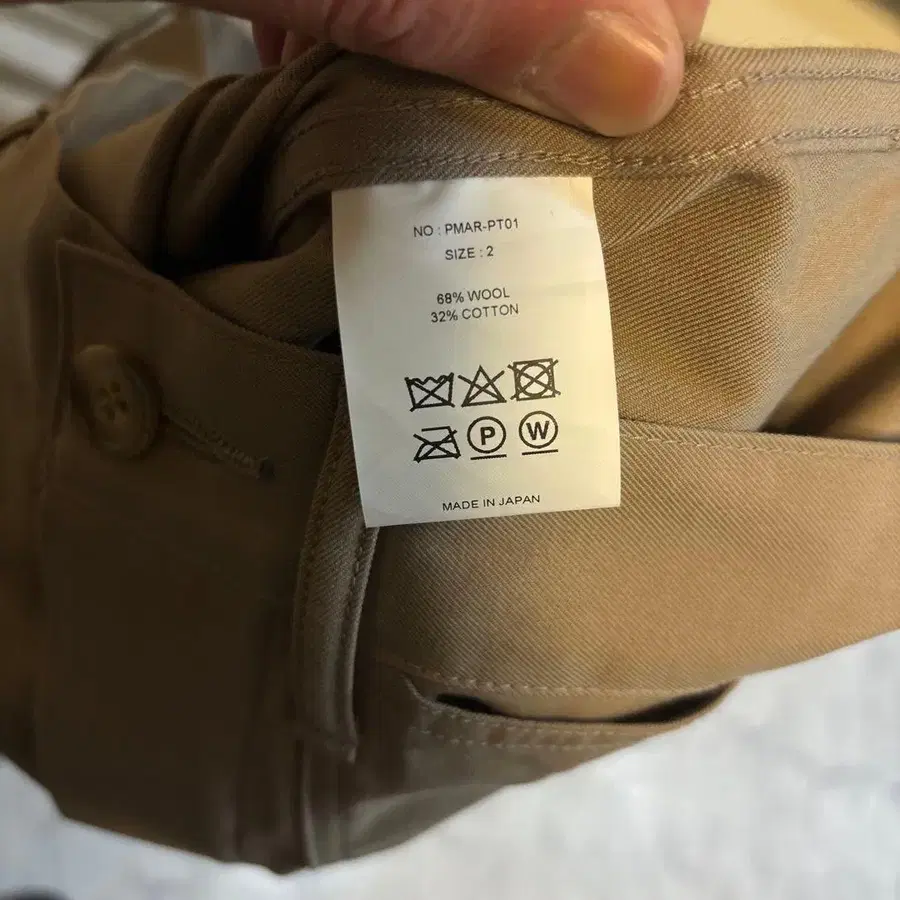 NO : PMAR-PT01
SIZE : 2
68% WOOL
32% COTTON
P W
MADE IN JAPAN